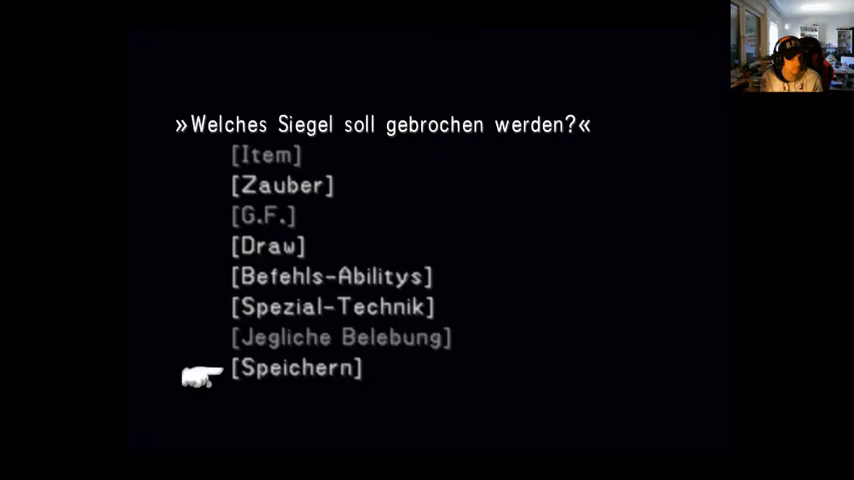 »Welches Siegel soll gebrochen werden?«
[Item]
[Zauber]
[G.F.]
[Draw]
[Befehls-Abilitys]
[Spezial-Technik]
[Jegliche Belebung]
[Speichern]